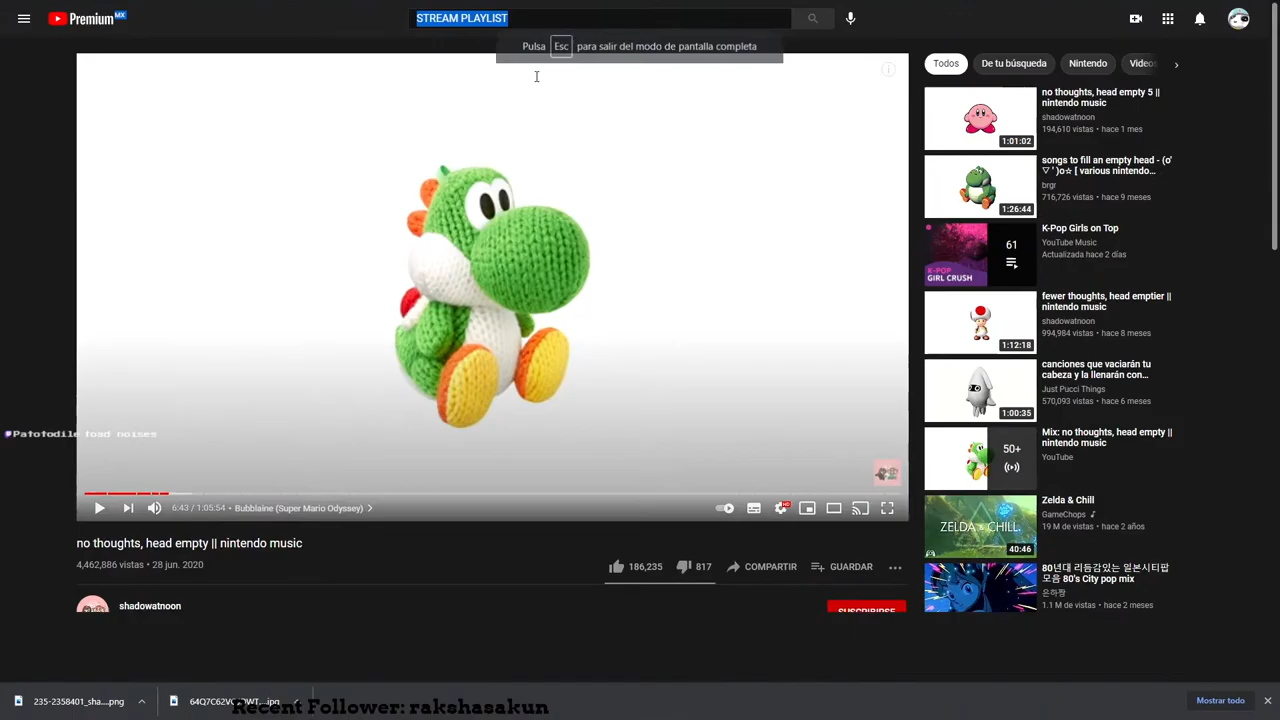 Premium MX
STREAM PLAYLIST
Pulsa Esc para salir del modo de pantalla completa
Todos
De tu búsqueda
Nintendo
no thoughts, head empty 5 ||
nintendo music
shadowatnoon
194,610 vistas • hace 1 mes
1:01:02
songs to fill an empty head - (o'
▽ ' )o☆ [ various nintendo...
brgr
716,726 vistas • hace 9 meses
1:26:44
K-Pop Girls on Top
YouTube Music
Actualizada hace 2 días
61
K-POP
GIRL CRUSH
fewer thoughts, head emptier ||
nintendo music
shadowatnoon
994,984 vistas • hace 8 meses
1:12:18
canciones que vaciarán tu
cabeza y la llenarán con...
Just Pucci Things
570,093 vistas • hace 6 meses
1:00:35
Mix: no thoughts, head empty ||
nintendo music
YouTube
50+
Zelda & Chill
GameChops
19 M de vistas • hace 2 años
ZELDA & CHILL.
40:46
80년대 리듬감있는 일본시티팝
모음 80's City pop mix
은하짱
1.1 M de vistas • hace 2 meses
Patotodile toad noises
6:43 / 1:05:54 • Bubblaine (Super Mario Odyssey)
HD
no thoughts, head empty || nintendo music
4,462,886 vistas • 28 jun. 2020
186,235
817
COMPARTIR
GUARDAR
shadowatnoon
SUSCRIBIRSE
235-2358401_sha....png
Recent Follower: rakshasakun
Mostrar todo